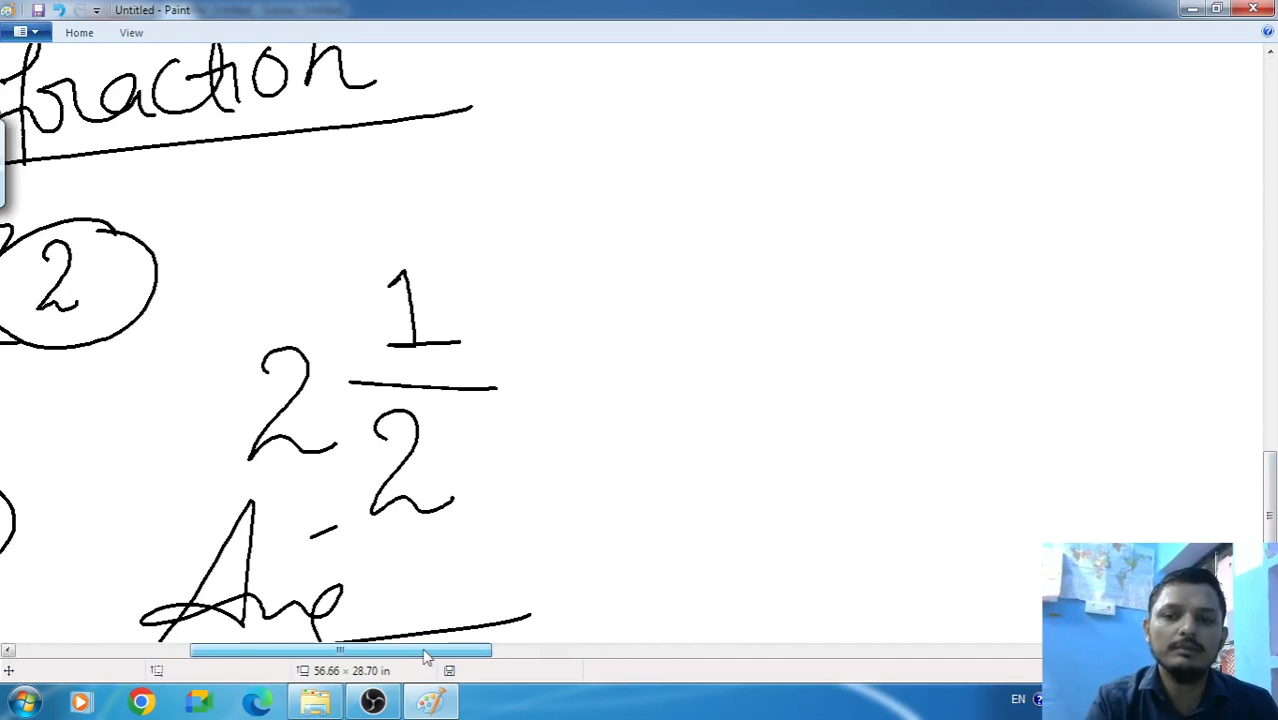 Untitled - Paint
Home View
fraction
2
2 1/2
Ans
56.66 × 28.70 in
EN